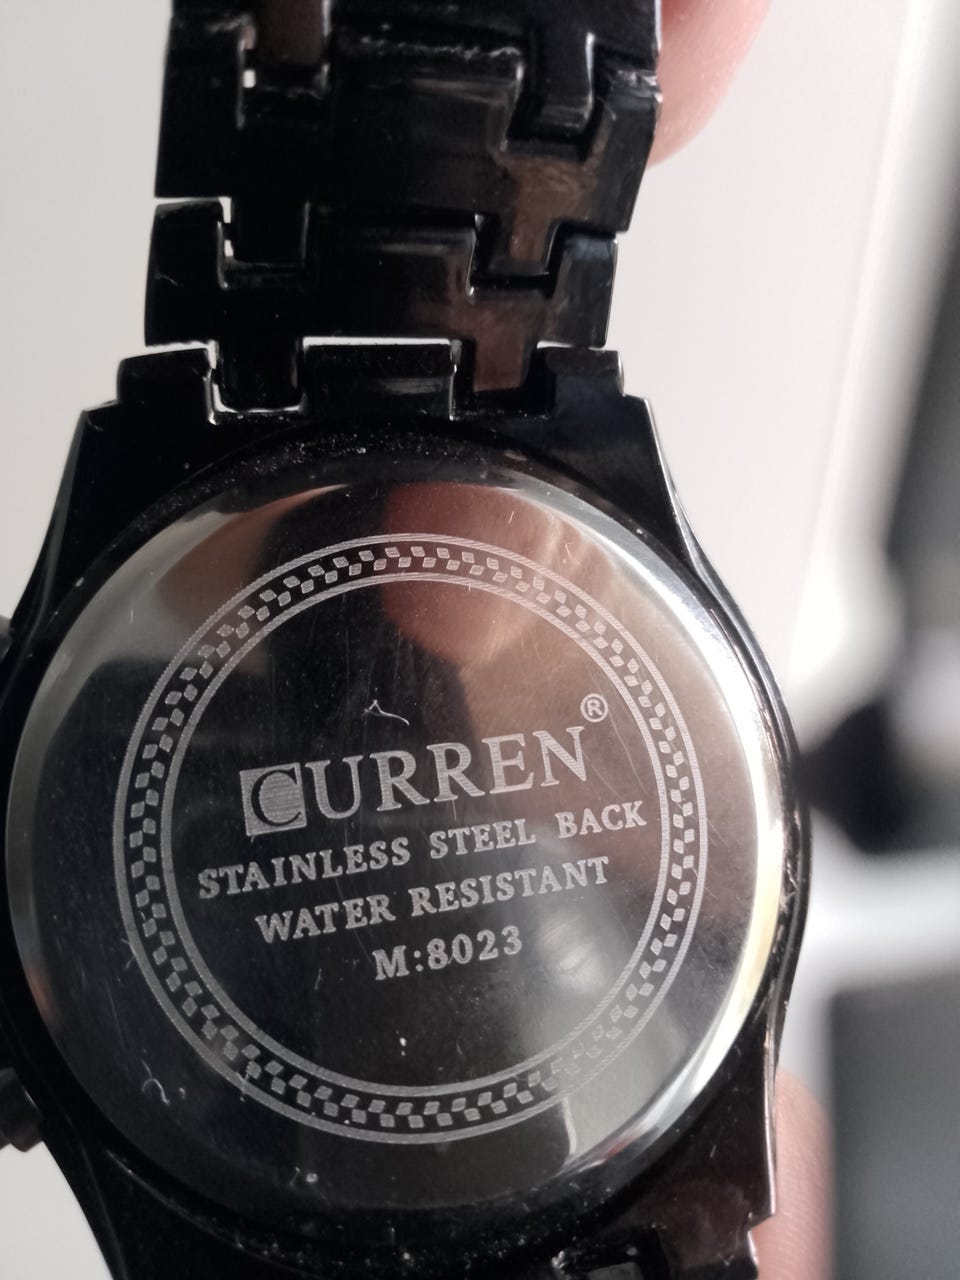 CURREN®
STAINLESS STEEL BACK
WATER RESISTANT
M:8023